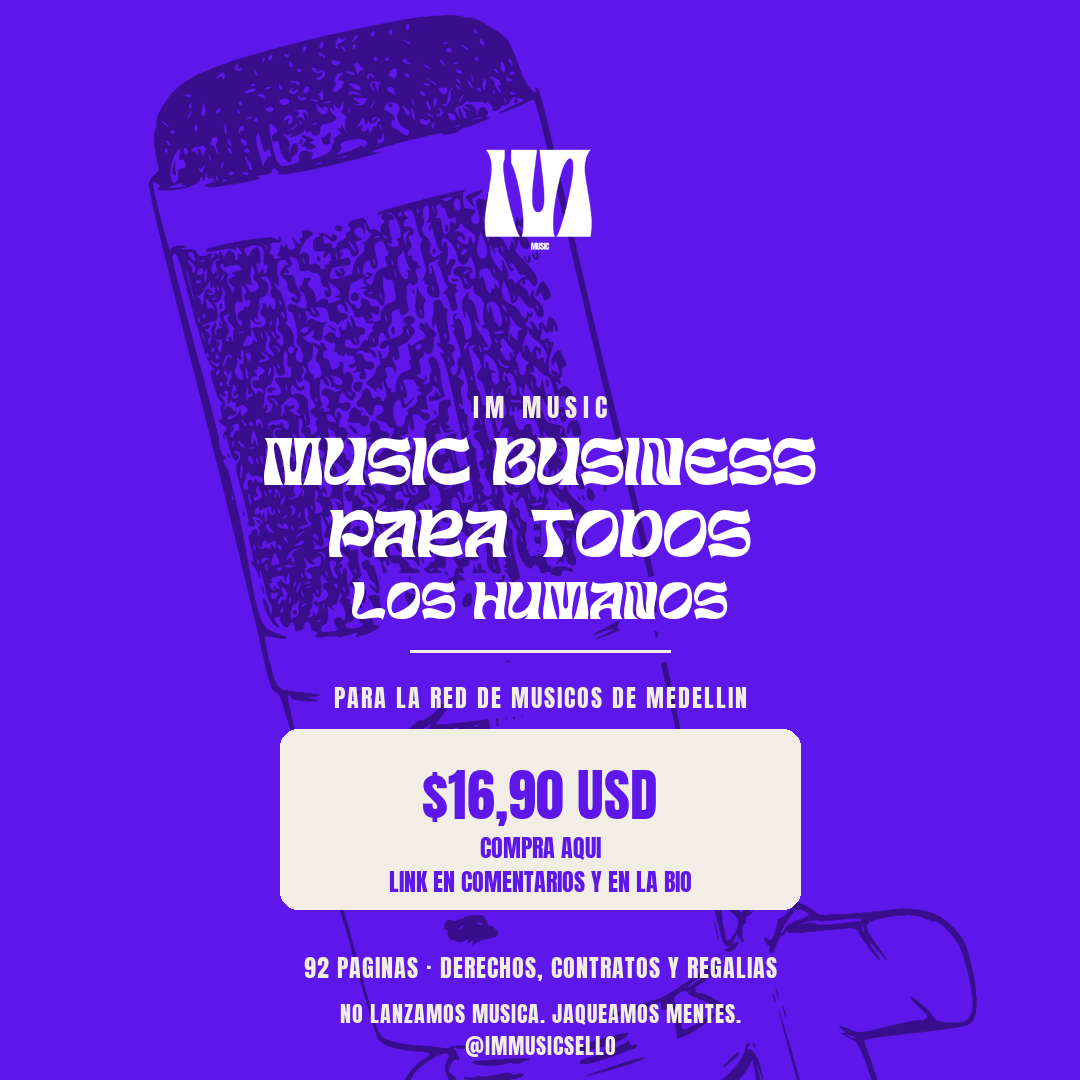 IM
MUSIC
IM MUSIC
MUSIC BUSINESS
PARA TODOS
LOS HUMANOS
PARA LA RED DE MUSICOS DE MEDELLIN
$16,90 USD
COMPRA AQUI
LINK EN COMENTARIOS Y EN LA BIO
92 PAGINAS · DERECHOS, CONTRATOS Y REGALIAS
NO LANZAMOS MUSICA. JAQUEAMOS MENTES.
@IMMUSICSELLO